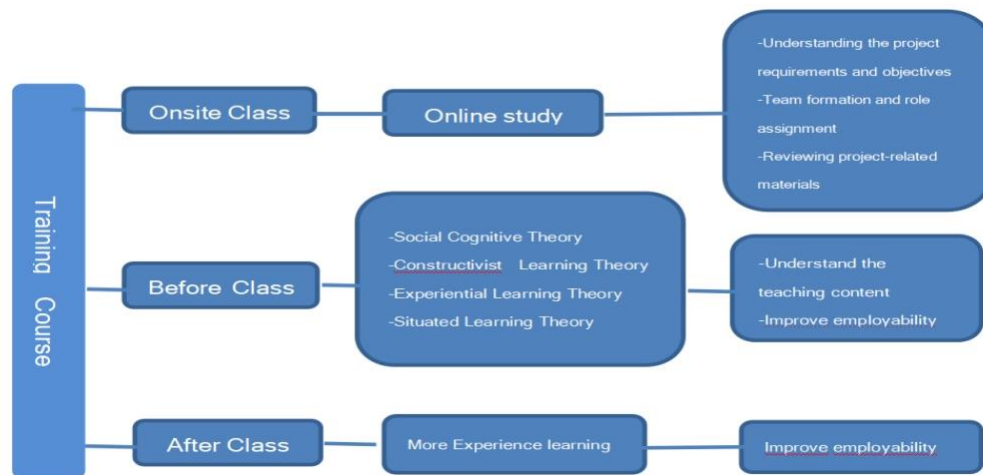 Training Course
Onsite Class
Online study
-Understanding the project
requirements and objectives
-Team formation and role
assignment
-Reviewing project-related
materials
Before Class
-Social Cognitive Theory
-Constructivist Learning Theory
-Experiential Learning Theory
-Situated Learning Theory
-Understand the
teaching content
-Improve employability
After Class
More Experience learning
Improve employability